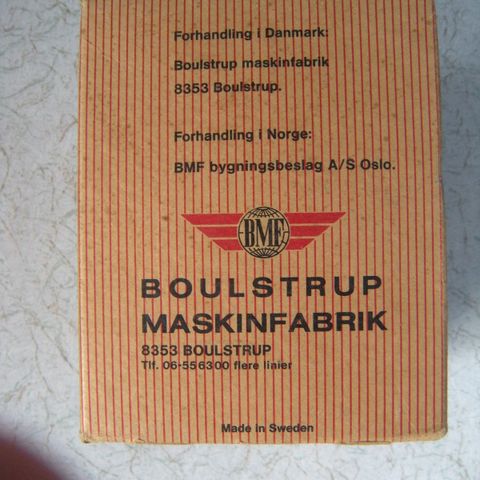 Forhandling i Danmark:
Boulstrup maskinfabrik
8353 Boulstrup.
Forhandling i Norge:
BMF bygningsbeslag A/S Oslo.
BMF
BOULSTRUP
MASKINFABRIK
8353 BOULSTRUP
Tlf. 06-556300 flere linier
Made in Sweden